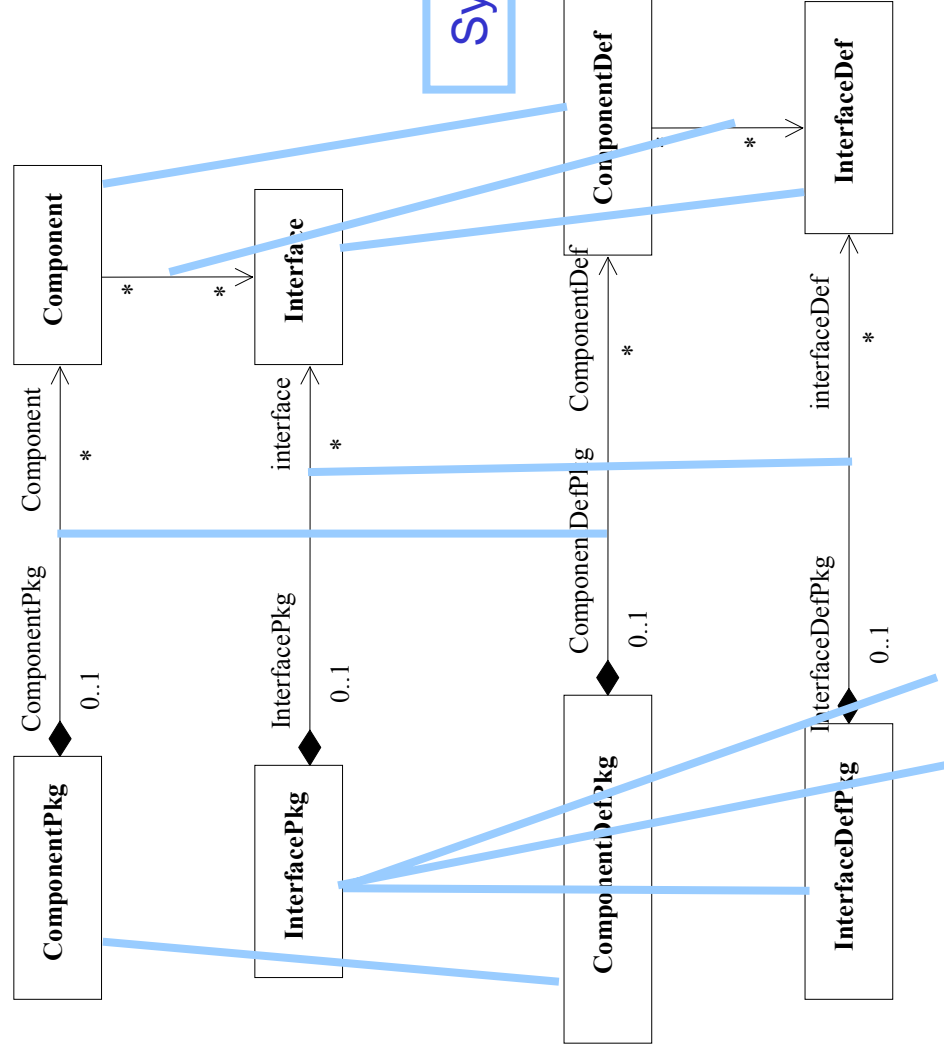 ComponentPkg
ComponentPkg
0..1
Component
*
Component
*
*
InterfacePkg
InterfacePkg
0..1
interface
*
Interface
Sy
ComponentDefPkg
ComponentDefPkg
0..1
ComponentDef
*
ComponentDef
*
*
InterfaceDefPkg
InterfaceDefPkg
0..1
interfaceDef
*
InterfaceDef